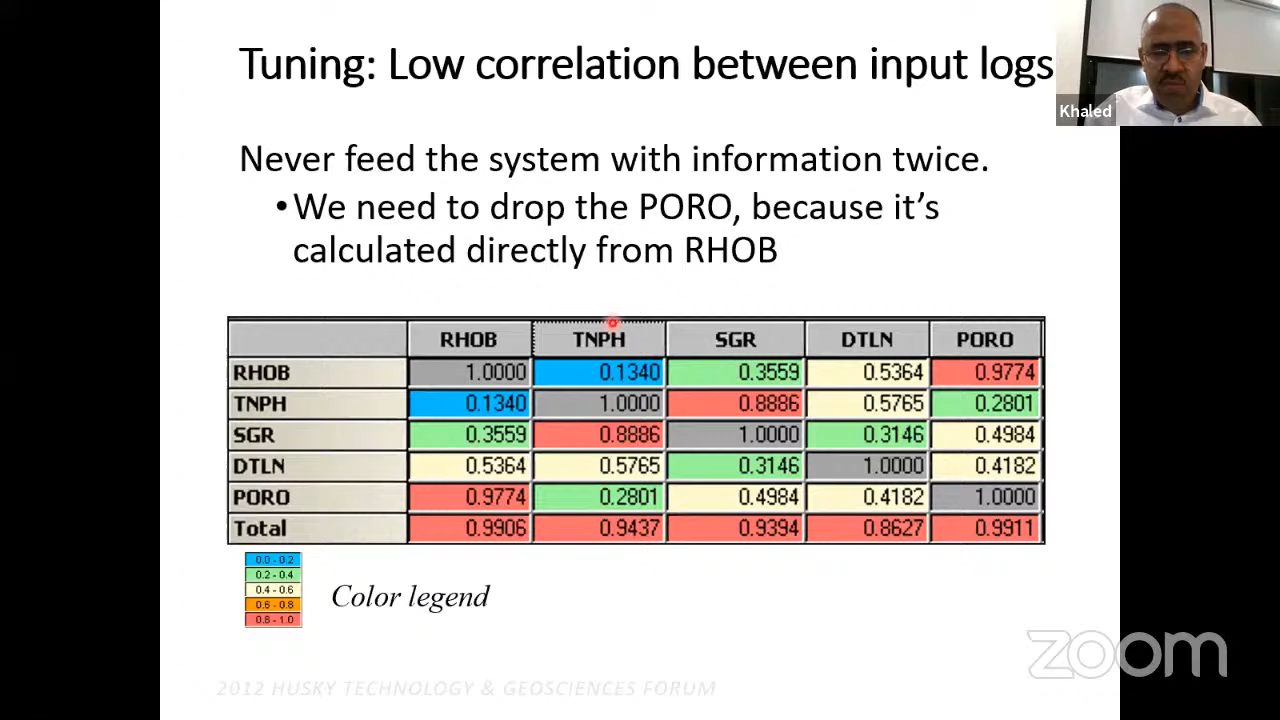 Tuning: Low correlation between input logs
Khaled
Never feed the system with information twice.
•We need to drop the PORO, because it’s
calculated directly from RHOB
RHOB TNPH SGR DTLN PORO
RHOB 1.0000 0.1340 0.3559 0.5364 0.9774
TNPH 0.1340 1.0000 0.8886 0.5765 0.2801
SGR 0.3559 0.8886 1.0000 0.3146 0.4984
DTLN 0.5364 0.5765 0.3146 1.0000 0.4182
PORO 0.9774 0.2801 0.4984 0.4182 1.0000
Total 0.9906 0.9437 0.9394 0.8627 0.9911
0.0 - 0.2
0.2 - 0.4
0.4 - 0.6
0.6 - 0.8
0.8 - 1.0
Color legend
zoom
2012 HUSKY TECHNOLOGY & GEOSCIENCES FORUM